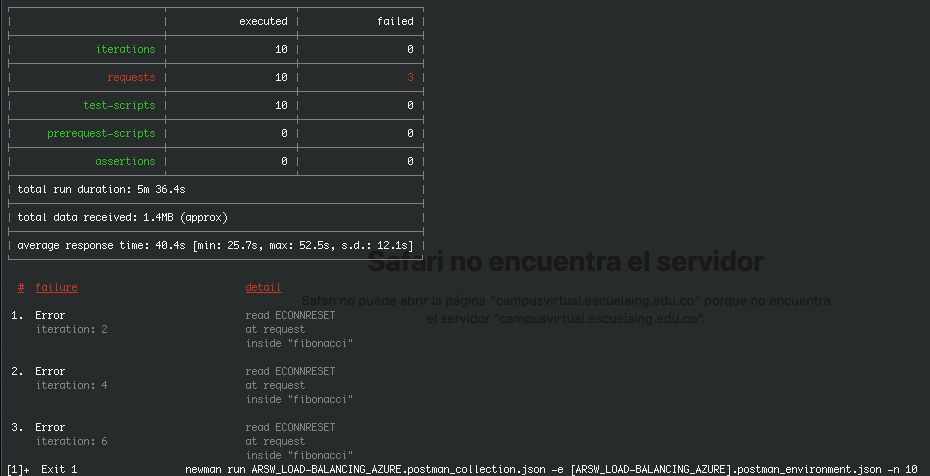 executed failed
iterations 10 0
requests 10 3
test-scripts 10 0
prerequest-scripts 0 0
assertions 0 0
total run duration: 5m 36.4s
total data received: 1.4MB (approx)
average response time: 40.4s [min: 25.7s, max: 52.5s, s.d.: 12.1s]
Safari no encuentra el servidor
Safari no puede abrir la página “campusvirtual.escuelaing.edu.co” porque no encuentra
el servidor “campusvirtual.escuelaing.edu.co”.
# failure detail
1. Error read ECONNRESET
iteration: 2 at request
inside "fibonacci"
2. Error read ECONNRESET
iteration: 4 at request
inside "fibonacci"
3. Error read ECONNRESET
iteration: 6 at request
inside "fibonacci"
[1]+ Exit 1 newman run ARSW_LOAD-BALANCING_AZURE.postman_collection.json -e [ARSW_LOAD-BALANCING_AZURE].postman_environment.json -n 10